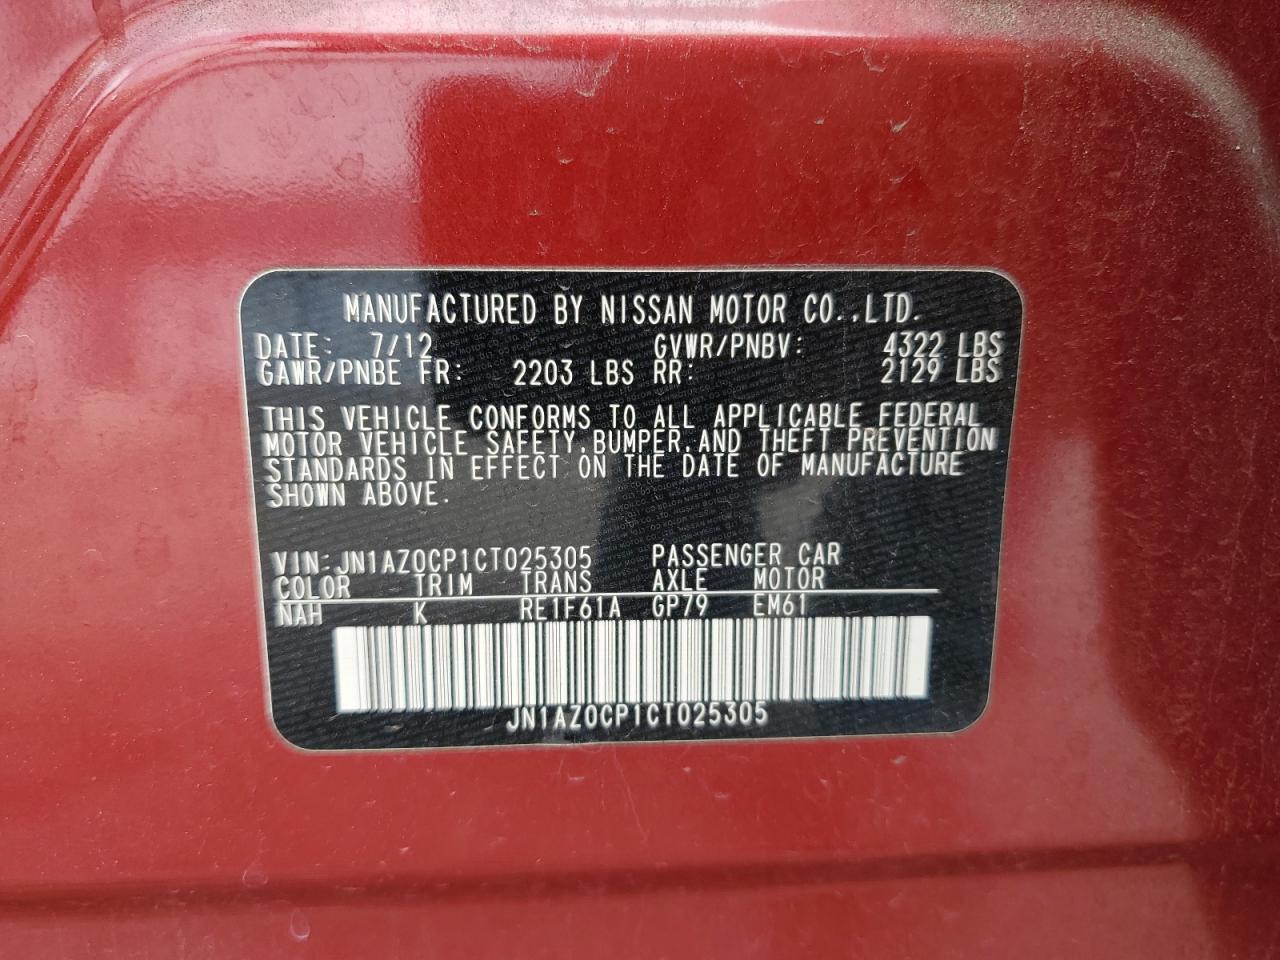 MANUFACTURED BY NISSAN MOTOR CO.,LTD.
DATE: 7/12 GVWR/PNBV: 4322 LBS
GAWR/PNBE FR: 2203 LBS RR: 2129 LBS
THIS VEHICLE CONFORMS TO ALL APPLICABLE FEDERAL
MOTOR VEHICLE SAFETY,BUMPER,AND THEFT PREVENTION
STANDARDS IN EFFECT ON THE DATE OF MANUFACTURE
SHOWN ABOVE.
VIN:JN1AZ0CP1CT025305 PASSENGER CAR
COLOR TRIM TRANS AXLE MOTOR
NAH K RE1F61A GP79 EM61
JN1AZ0CP1CT025305